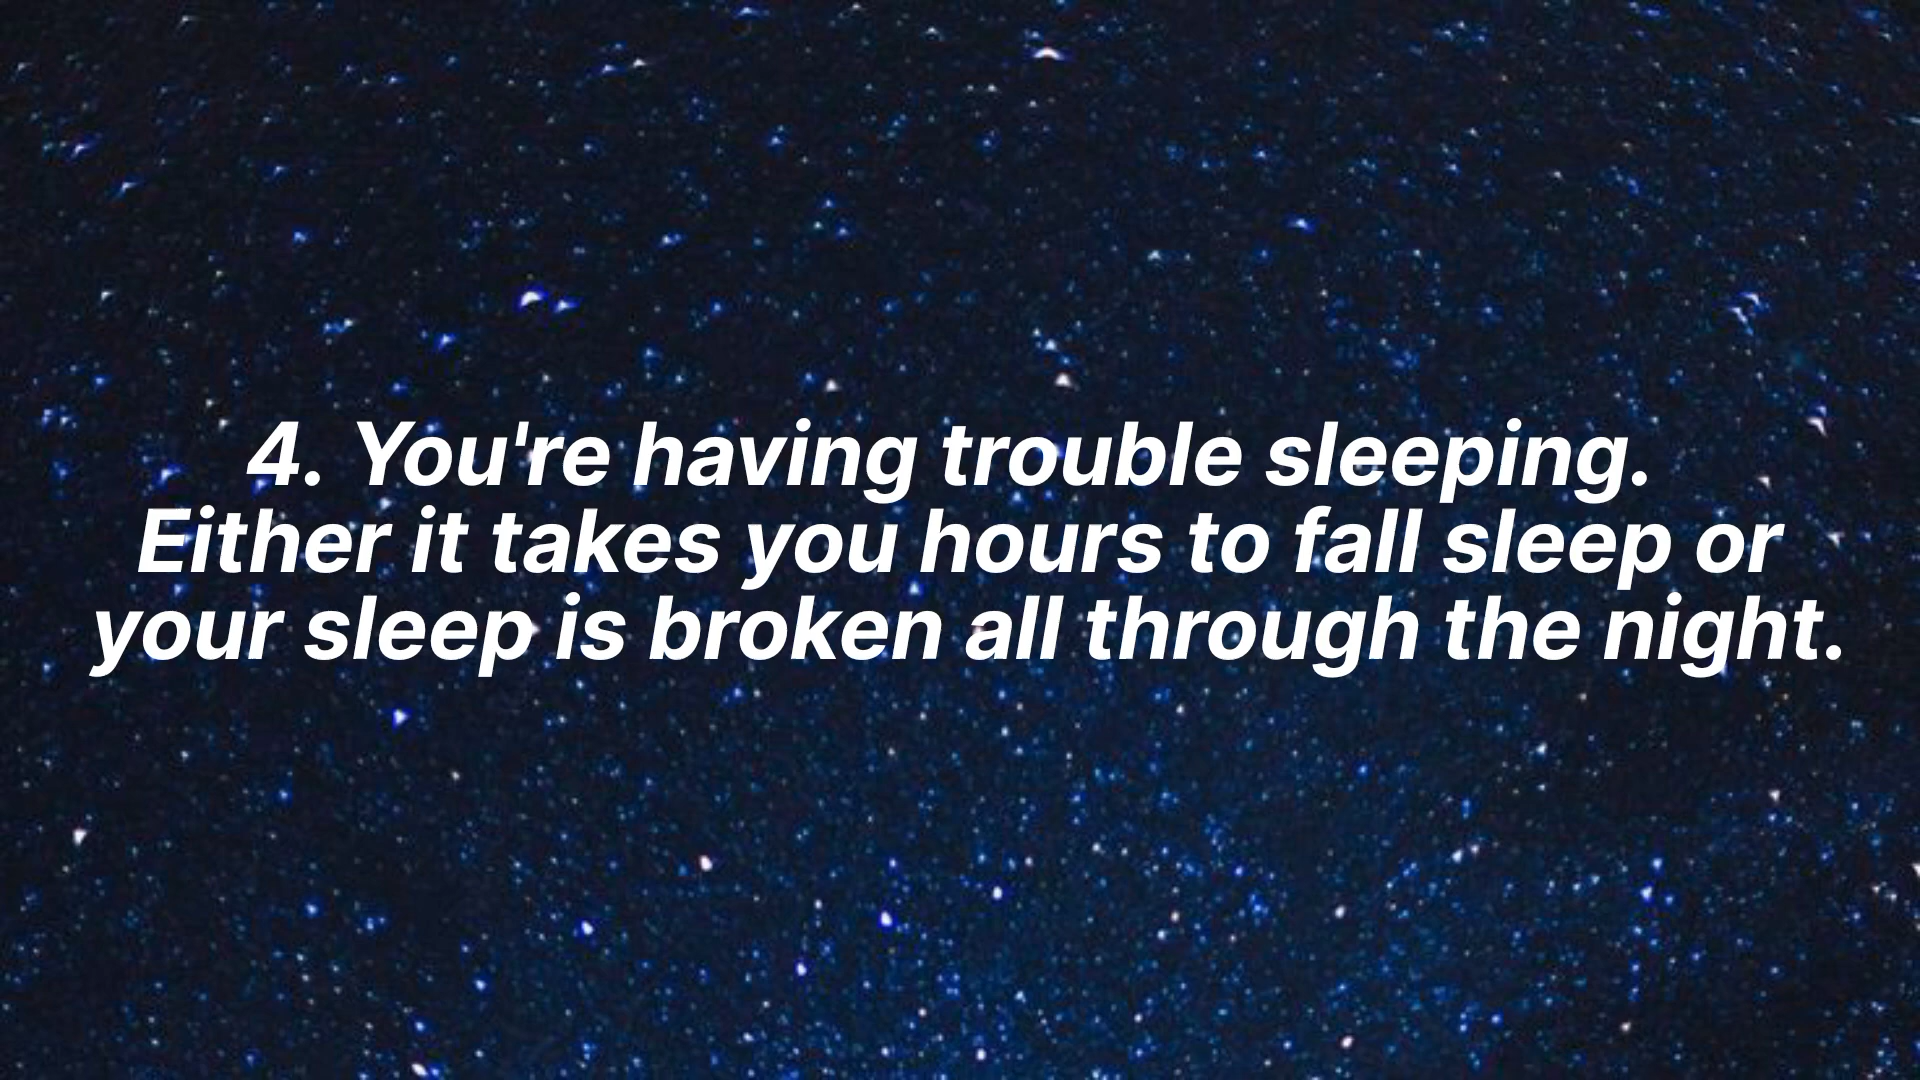 4. You're having trouble sleeping.
Either it takes you hours to fall sleep or
your sleep is broken all through the night.